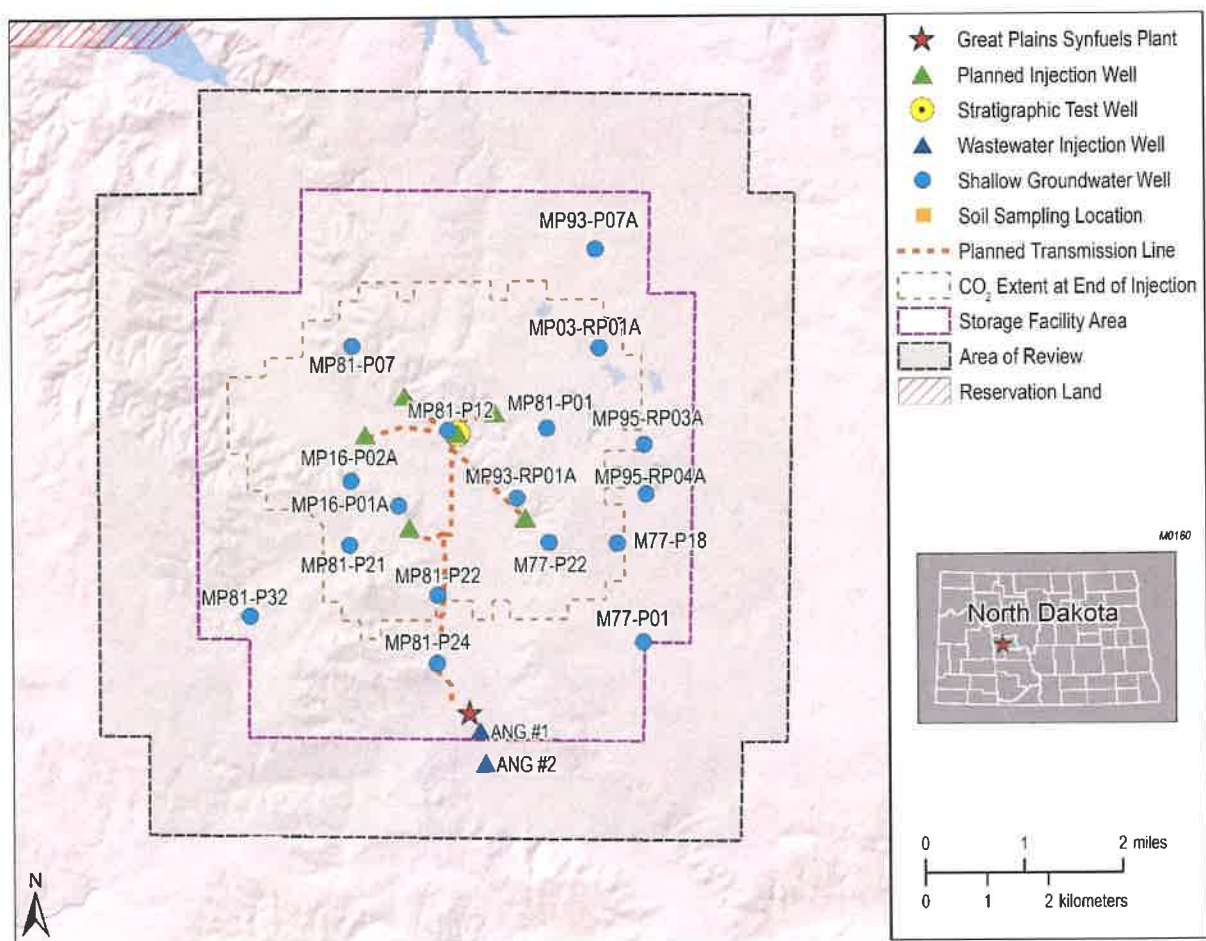 Great Plains Synfuels Plant
Planned Injection Well
Stratigraphic Test Well
Wastewater Injection Well
Shallow Groundwater Well
Soil Sampling Location
Planned Transmission Line
CO₂ Extent at End of Injection
Storage Facility Area
Area of Review
Reservation Land
MP93-P07A
MP03-RP01A
MP81-P07
MP81-P12
MP81-P01
MP95-RP03A
MP16-P02A
MP93-RP01A
MP95-RP04A
MP16-P01A
MP81-P21
M77-P22
M77-P18
MP81-P22
MP81-P32
M77-P01
MP81-P24
ANG #1
ANG #2
M0160
North Dakota
0 1 2 miles
0 1 2 kilometers
N